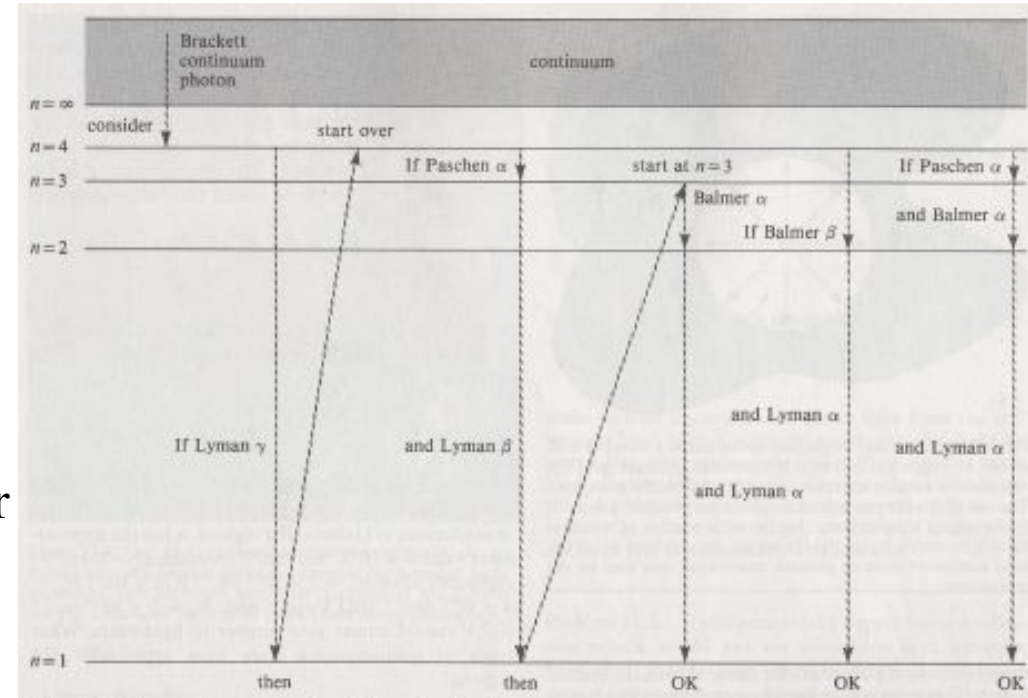 Brackett
continuum
photon
continuum
n = ∞
consider
start over
n = 4
If Paschen α
start at n = 3
If Paschen α
n = 3
Balmer α
and Balmer α
If Balmer β
n = 2
and Lyman α
If Lyman γ
and Lyman β
and Lyman α
and Lyman α
r
n = 1
then
then
OK
OK
OK